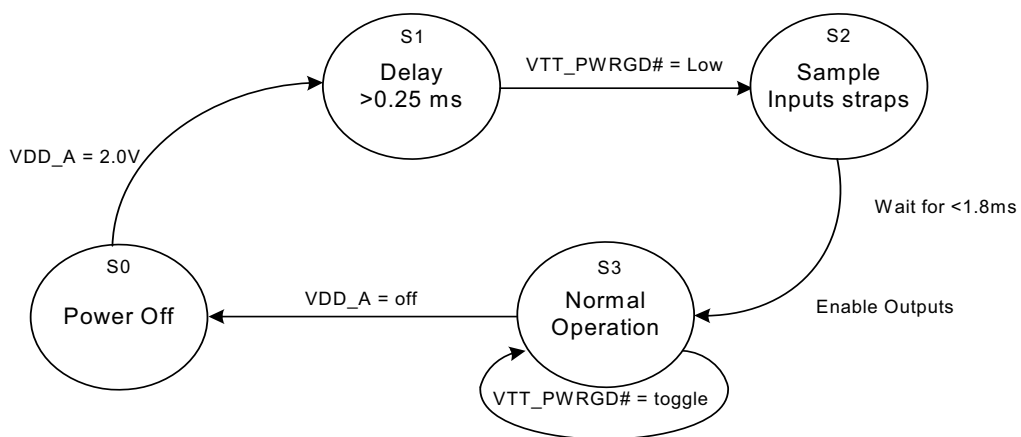 S1
Delay
>0.25 ms
VTT_PWRGD# = Low
S2
Sample
Inputs straps
VDD_A = 2.0V
Wait for <1.8ms
S0
Power Off
VDD_A = off
S3
Normal
Operation
Enable Outputs
VTT_PWRGD# = toggle